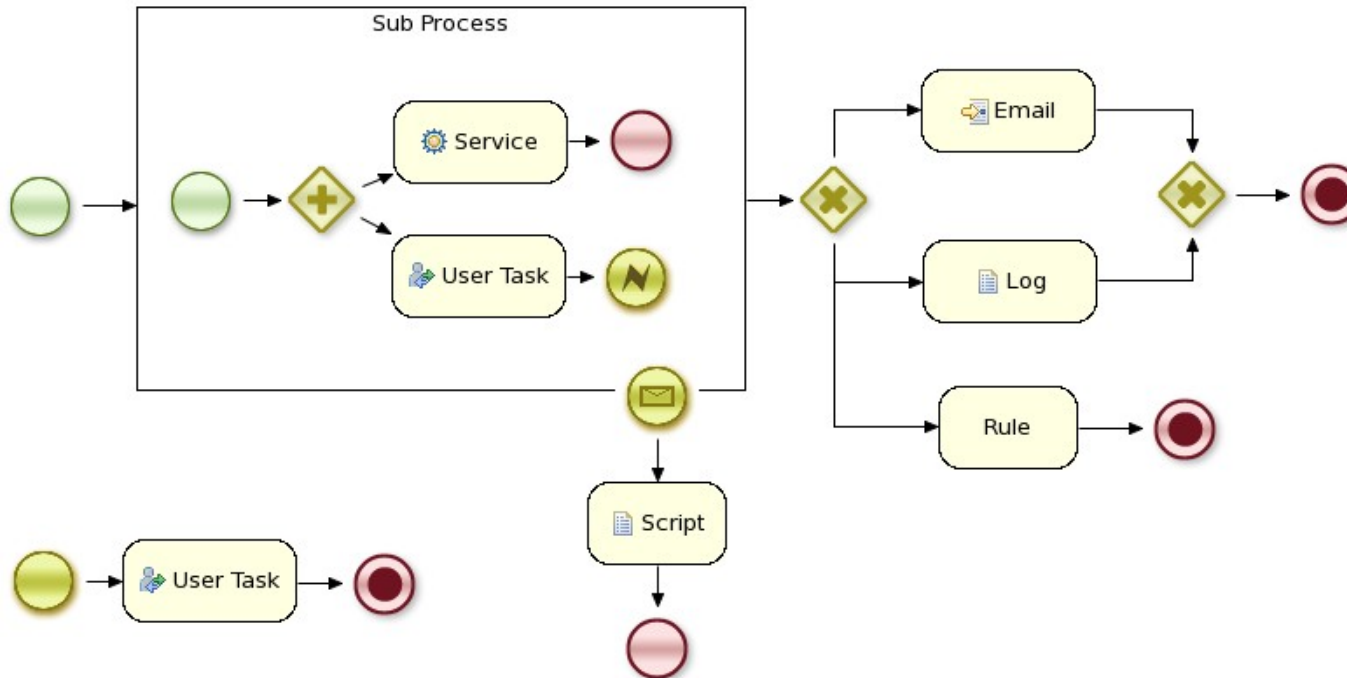 Sub Process
Service
User Task
Email
Log
Rule
Script
User Task